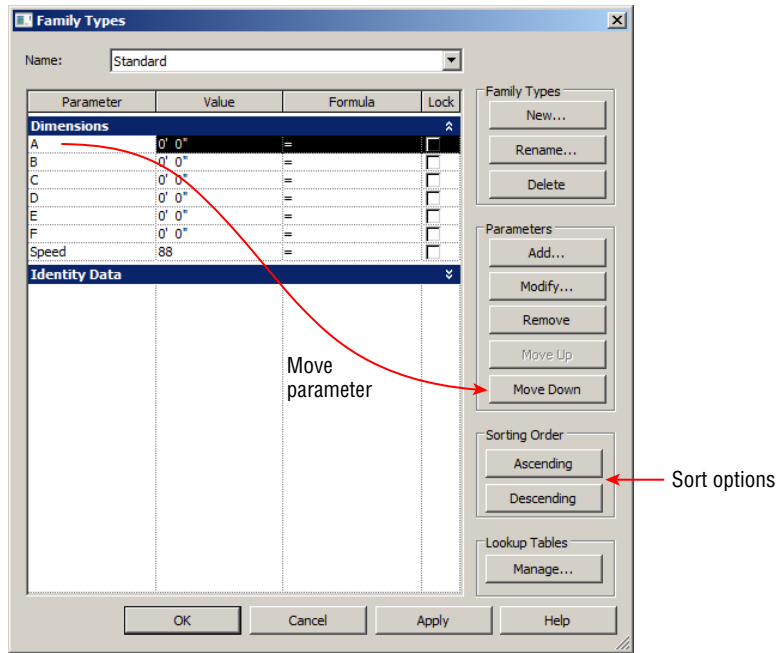 Family Types
Name: Standard
Parameter Value Formula Lock
Dimensions
A 0' 0" =
B 0' 0" =
C 0' 0" =
D 0' 0" =
E 0' 0" =
F 0' 0" =
Speed 88 =
Identity Data
Family Types
New...
Rename...
Delete
Parameters
Add...
Modify...
Remove
Move Up
Move Down
Move
parameter
Sorting Order
Ascending
Descending
Sort options
Lookup Tables
Manage...
OK Cancel Apply Help